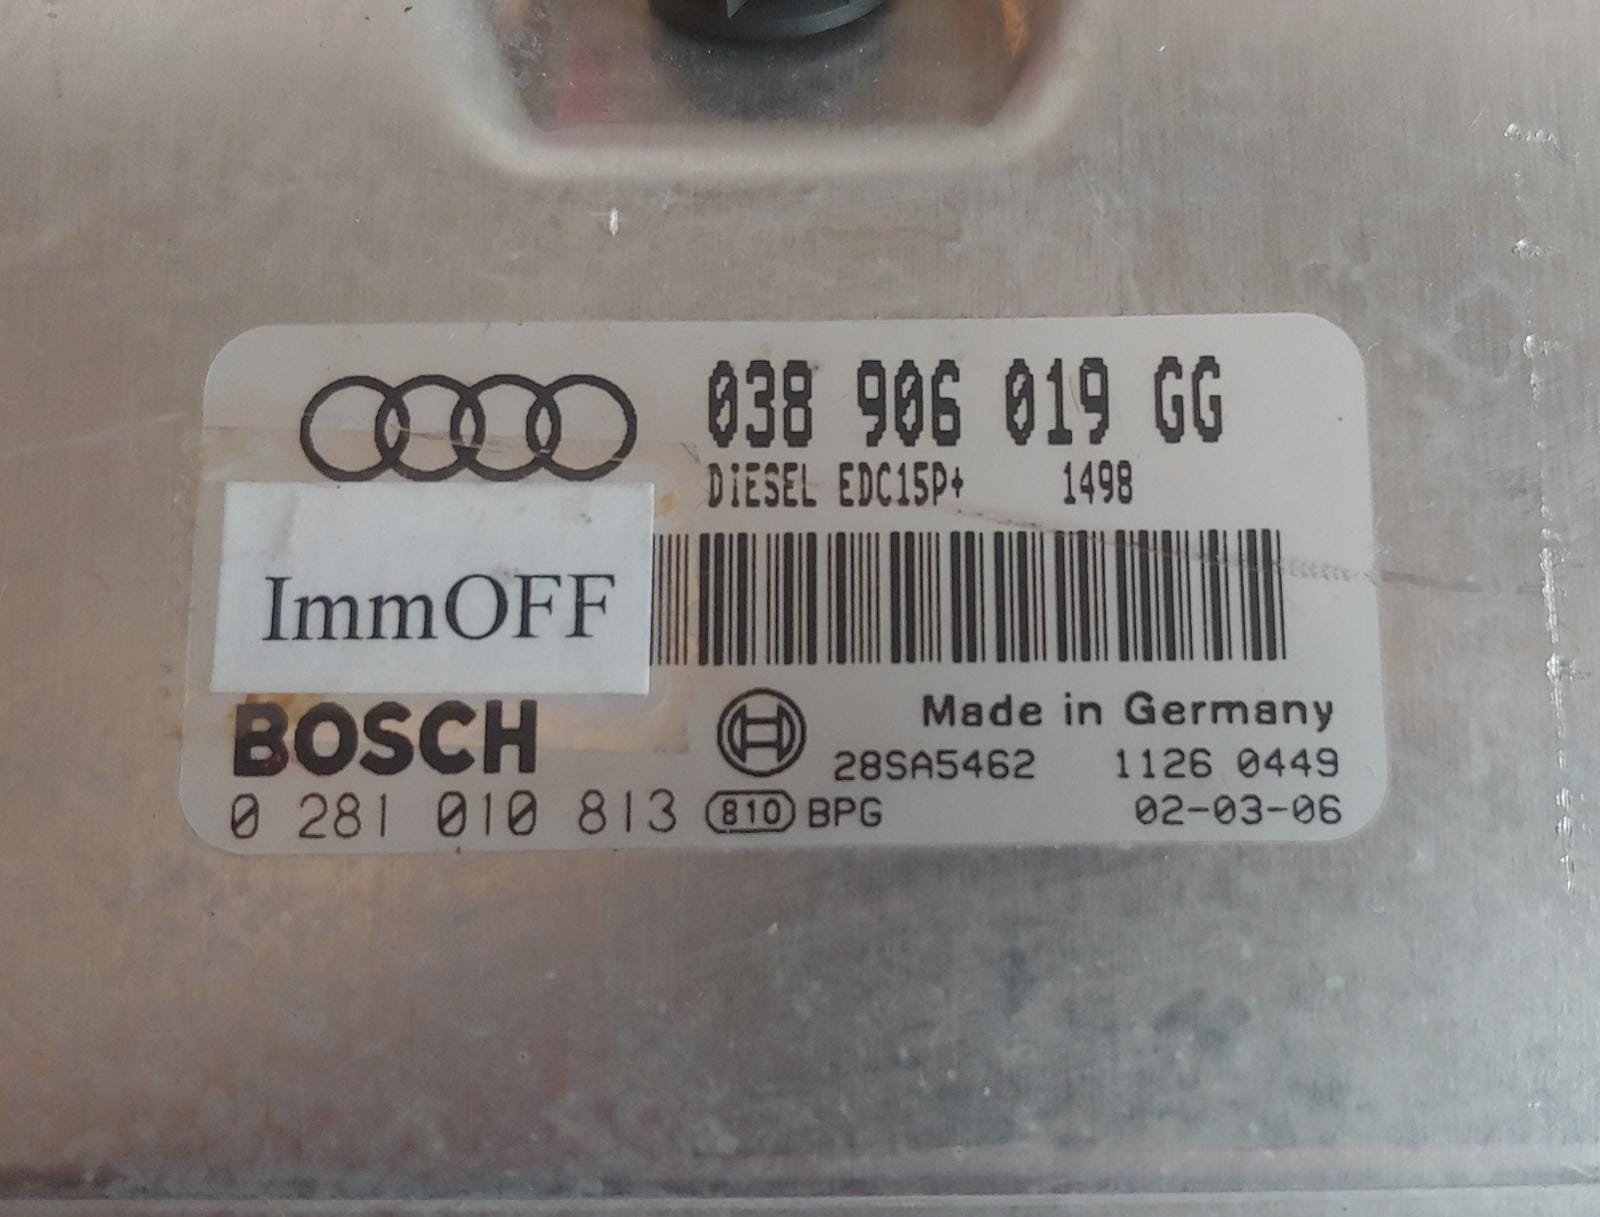 038 906 019 GG
DIESEL EDC15P+ 1498
ImmOFF
BOSCH
Made in Germany
28SA5462 1126 0449
0 281 010 813 810 BPG 02-03-06